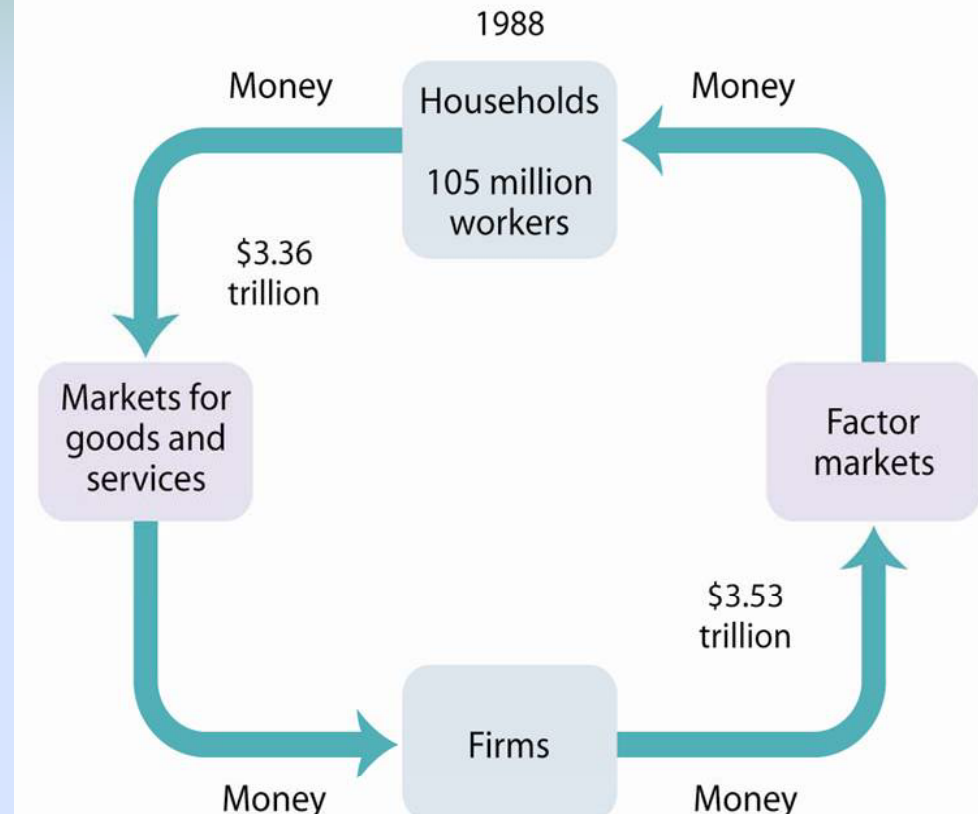 1988
Money
Money
Households
105 million
workers
$3.36
trillion
Markets for
goods and
services
Factor
markets
$3.53
trillion
Firms
Money
Money